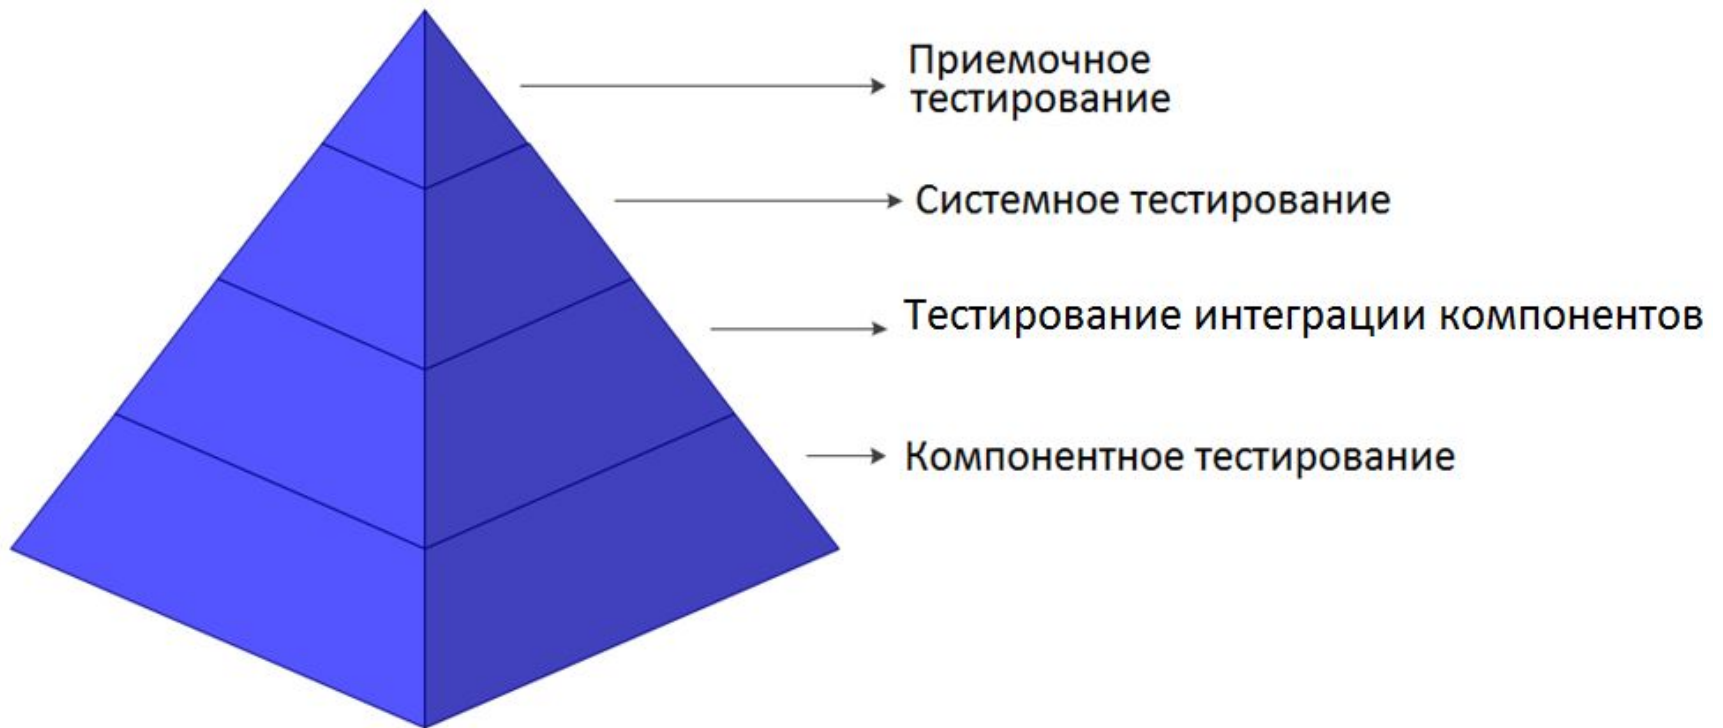 Приемочное
тестирование
Системное тестирование
Тестирование интеграции компонентов
Компонентное тестирование